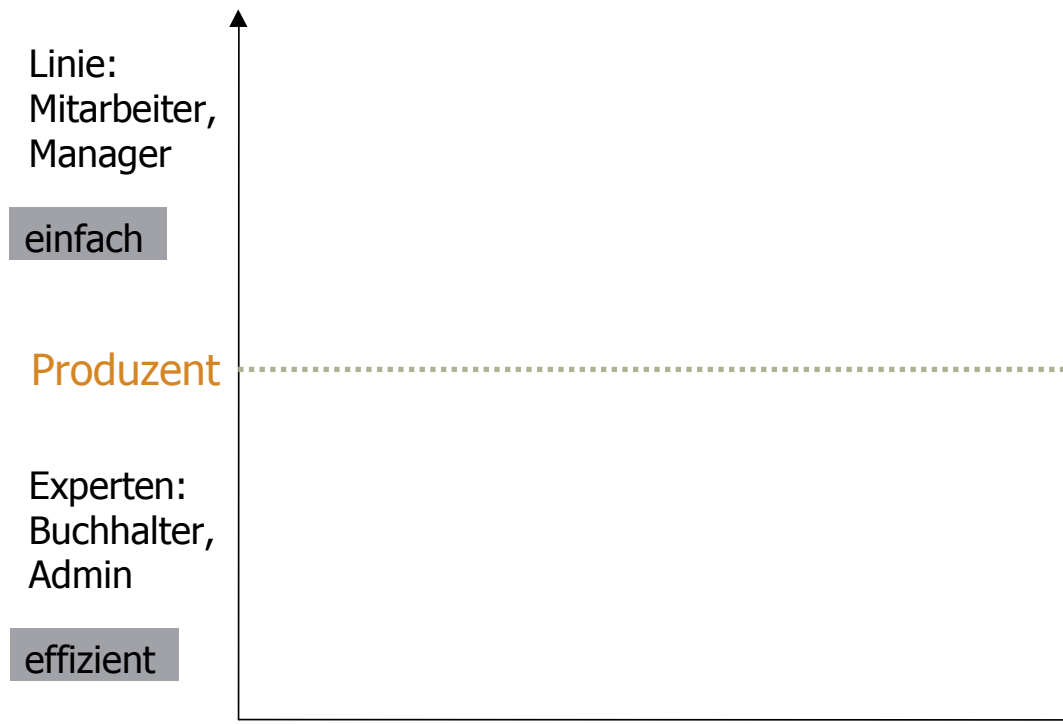 Linie:
Mitarbeiter,
Manager
einfach
Produzent
Experten:
Buchhalter,
Admin
effizient